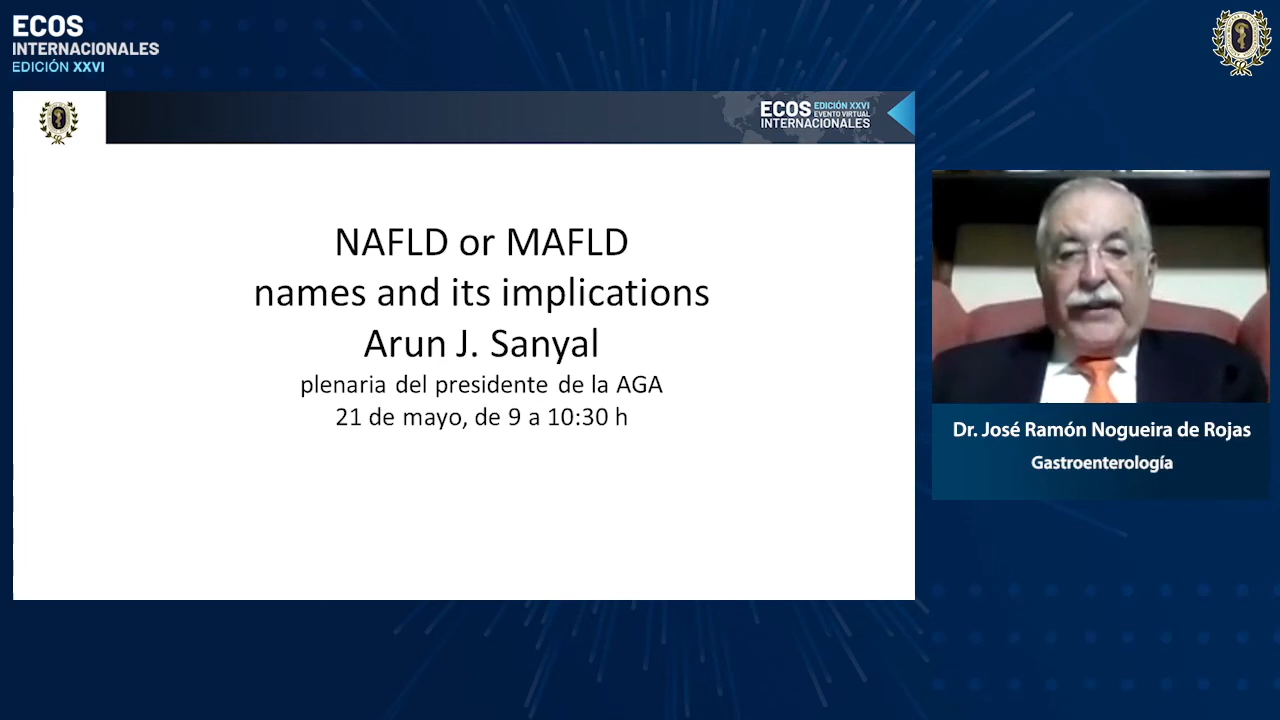 ECOS
INTERNACIONALES
EDICIÓN XXVI
ECOS EDICIÓN XXVI
EVENTO VIRTUAL
INTERNACIONALES
NAFLD or MAFLD
names and its implications
Arun J. Sanyal
plenaria del presidente de la AGA
21 de mayo, de 9 a 10:30 h
Dr. José Ramón Nogueira de Rojas
Gastroenterología